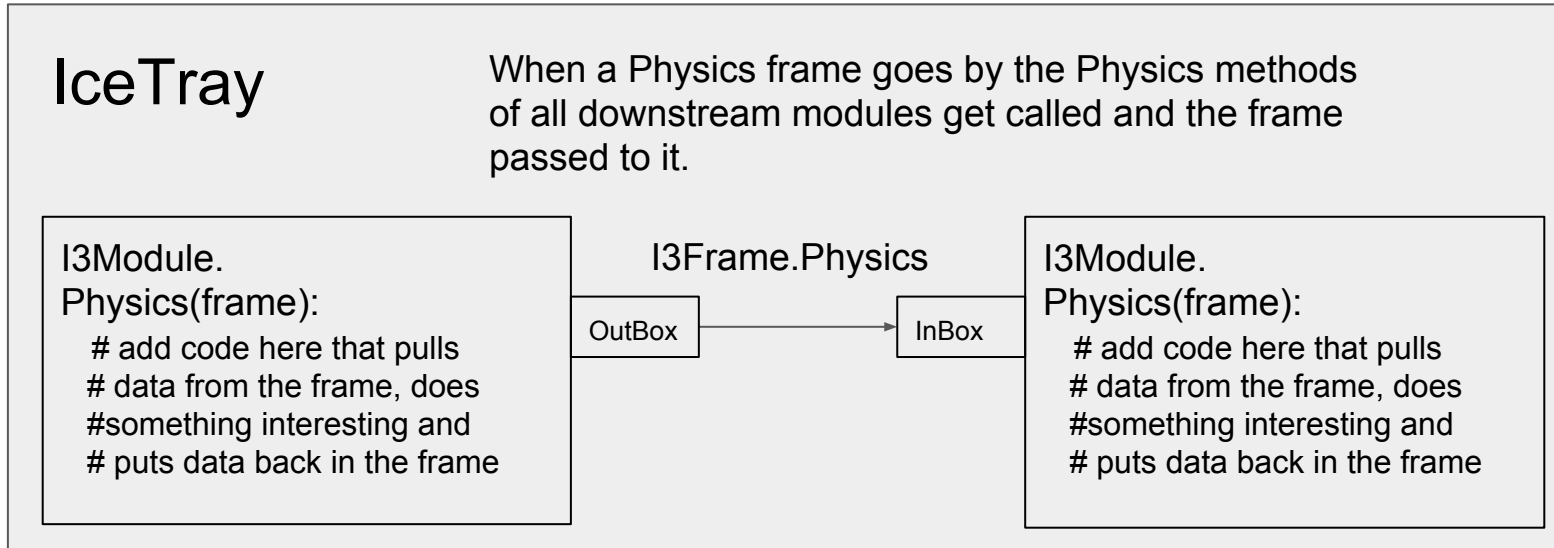 IceTray
When a Physics frame goes by the Physics methods
of all downstream modules get called and the frame
passed to it.
I3Module.
Physics(frame):
# add code here that pulls
# data from the frame, does
#something interesting and
# puts data back in the frame
OutBox
I3Frame.Physics
InBox
I3Module.
Physics(frame):
# add code here that pulls
# data from the frame, does
#something interesting and
# puts data back in the frame